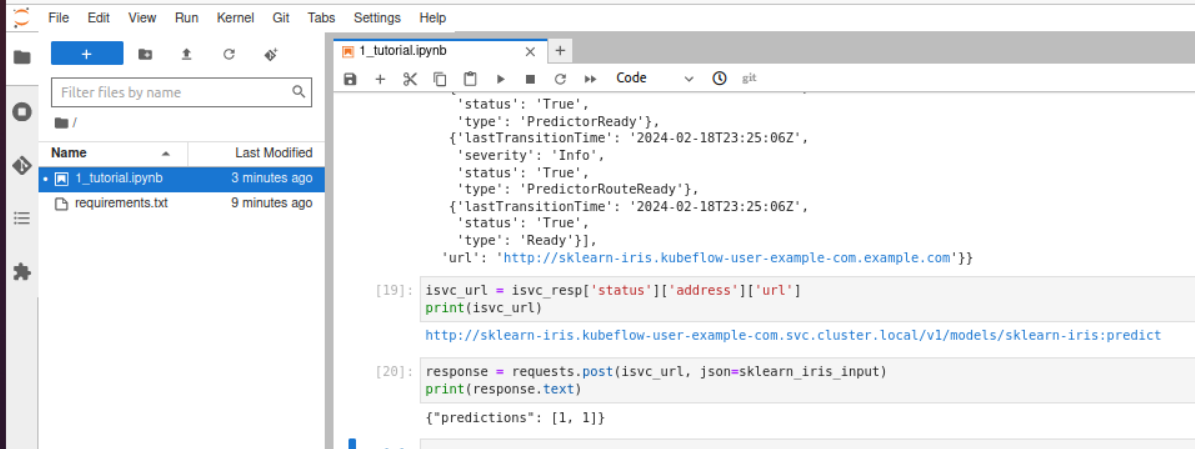 File Edit View Run Kernel Git Tabs Settings Help
1_tutorial.ipynb
Code
git
Filter files by name
/
Name Last Modified
1_tutorial.ipynb 3 minutes ago
requirements.txt 9 minutes ago
'status': 'True',
'type': 'PredictorReady'},
{'lastTransitionTime': '2024-02-18T23:25:06Z',
'severity': 'Info',
'status': 'True',
'type': 'PredictorRouteReady'},
{'lastTransitionTime': '2024-02-18T23:25:06Z',
'status': 'True',
'type': 'Ready'}],
'url': 'http://sklearn-iris.kubeflow-user-example-com.example.com'}}
[19]: isvc_url = isvc_resp['status']['address']['url']
print(isvc_url)
http://sklearn-iris.kubeflow-user-example-com.svc.cluster.local/v1/models/sklearn-iris:predict
[20]: response = requests.post(isvc_url, json=sklearn_iris_input)
print(response.text)
{"predictions": [1, 1]}